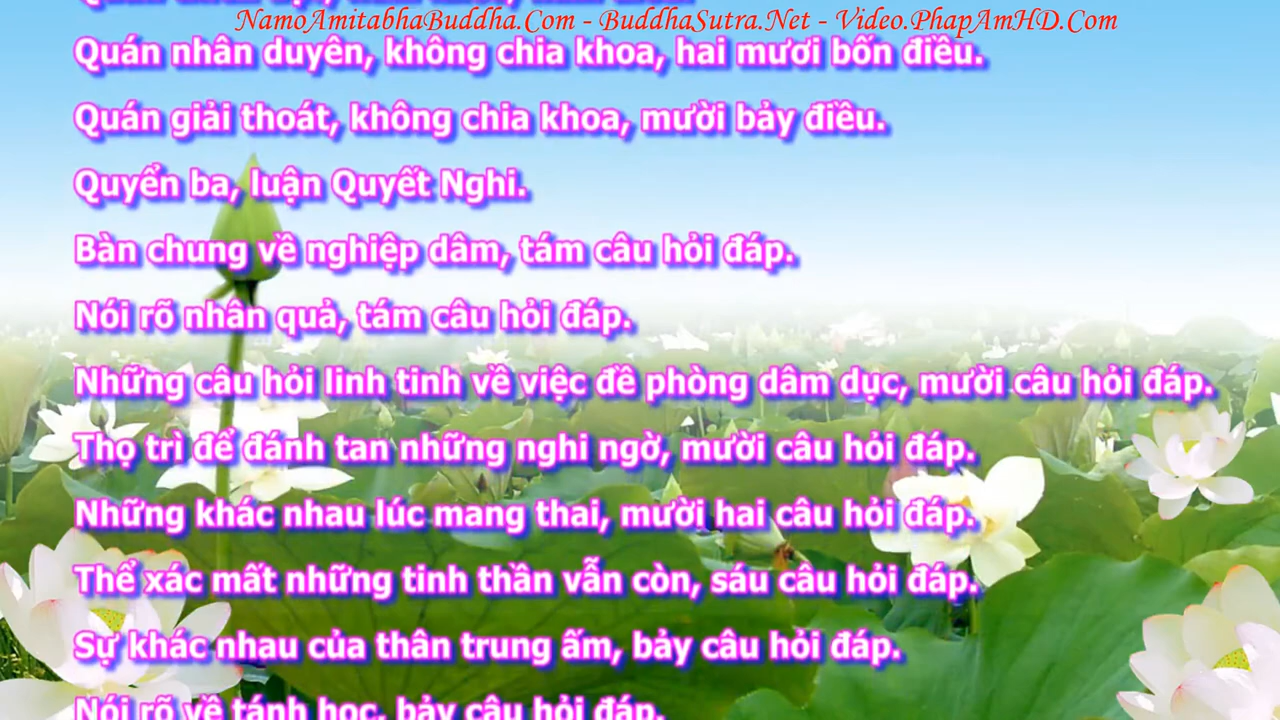 NamoAmitabhaBuddha.Com - BuddhaSutra.Net - Video.PhapAmHD.Com
Quán nhân duyên, không chia khoa, hai mươi bốn điều.
Quán giải thoát, không chia khoa, mười bảy điều.
Quyển ba, luận Quyết Nghi.
Bàn chung về nghiệp dâm, tám câu hỏi đáp.
Nói rõ nhân quả, tám câu hỏi đáp.
Những câu hỏi linh tinh về việc đề phòng dâm dục, mười câu hỏi đáp.
Thọ trì để đánh tan những nghi ngờ, mười câu hỏi đáp.
Những khác nhau lúc mang thai, mười hai câu hỏi đáp.
Thể xác mất những tinh thần vẫn còn, sáu câu hỏi đáp.
Sự khác nhau của thân trung ấm, bảy câu hỏi đáp.
Nói rõ về tánh học, bảy câu hỏi đáp.